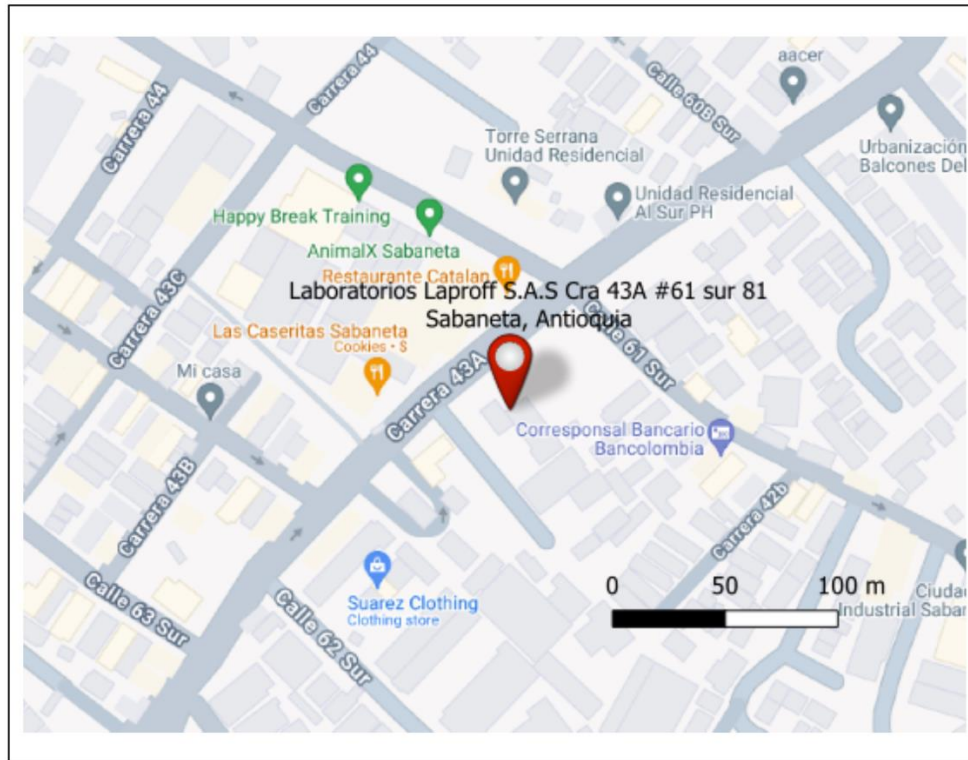 Carrera 44
Carrera 44
Calle 60B Sur
aacer
Torre Serrana
Unidad Residencial
Urbanización
Balcones Del
Unidad Residencial
Al Sur PH
Happy Break Training
AnimalX Sabaneta
Restaurante Catalan
Carrera 43C
Laboratorios Laproff S.A.S Cra 43A #61 sur 81
Sabaneta, Antioquia
Las Caseritas Sabaneta
Cookies • $
Calle 61 Sur
Mi casa
Carrera 43A
Corresponsal Bancario
Bancolombia
Carrera 43B
Carrera 42b
0 50 100 m
Suarez Clothing
Clothing store
Calle 63 Sur
Calle 62 Sur
Ciudad
Industrial Sabar